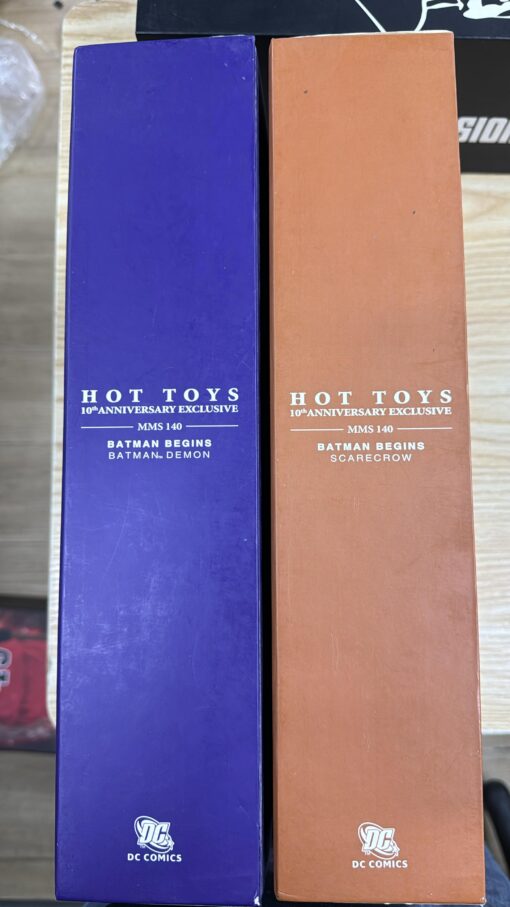 HOT TOYS
10th ANNIVERSARY EXCLUSIVE
MMS 140
BATMAN BEGINS
BATMAN™ DEMON
DC
DC COMICS
HOT TOYS
10th ANNIVERSARY EXCLUSIVE
MMS 140
BATMAN BEGINS
SCARECROW
DC
DC COMICS